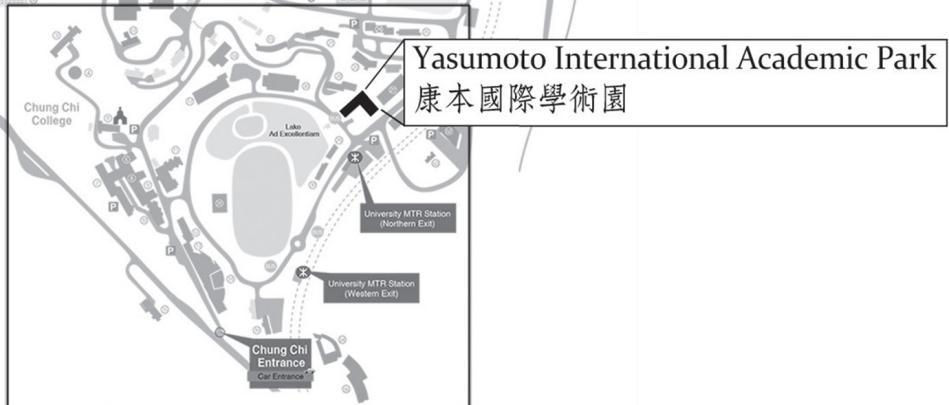 Yasumoto International Academic Park
康本國際學術園
Chung Chi
College
P
Lake
Ad Excellentiam
P
P
P
University MTR Station
(Northern Exit)
P
University MTR Station
(Western Exit)
Chung Chi
Entrance
Car Entrance